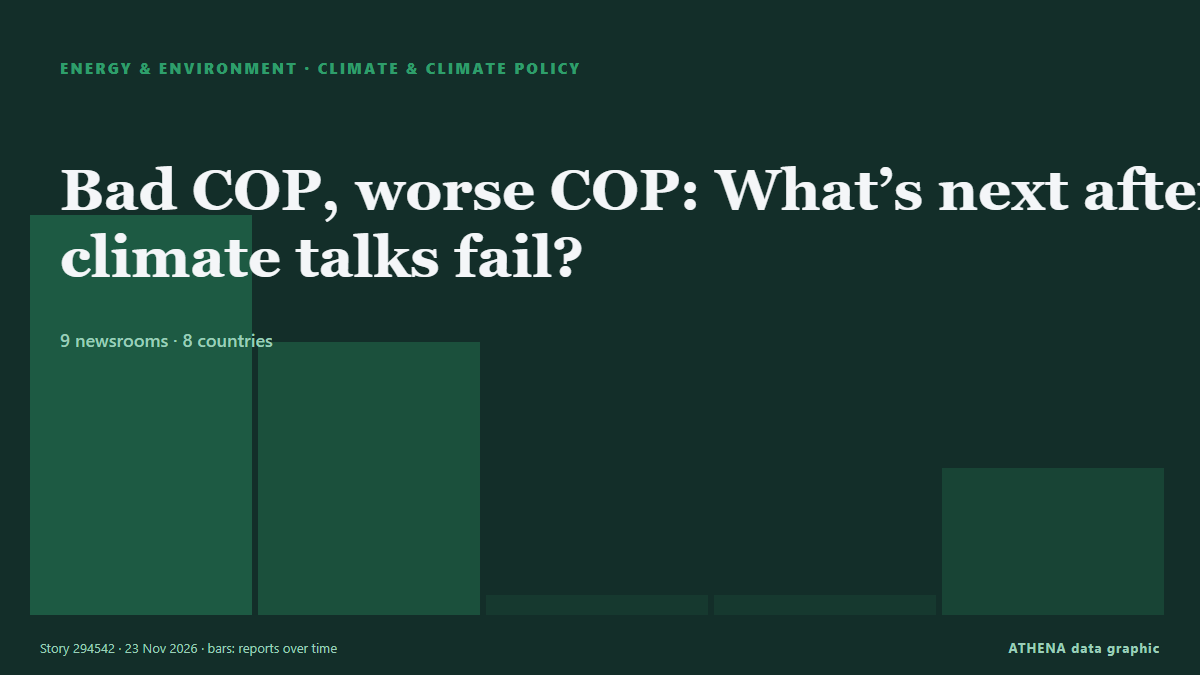 ENERGY & ENVIRONMENT · CLIMATE & CLIMATE POLICY
Bad COP, worse COP: What’s next after
climate talks fail?
9 newsrooms · 8 countries
Story 294542 · 23 Nov 2026 · bars: reports over time
ATHENA data graphic